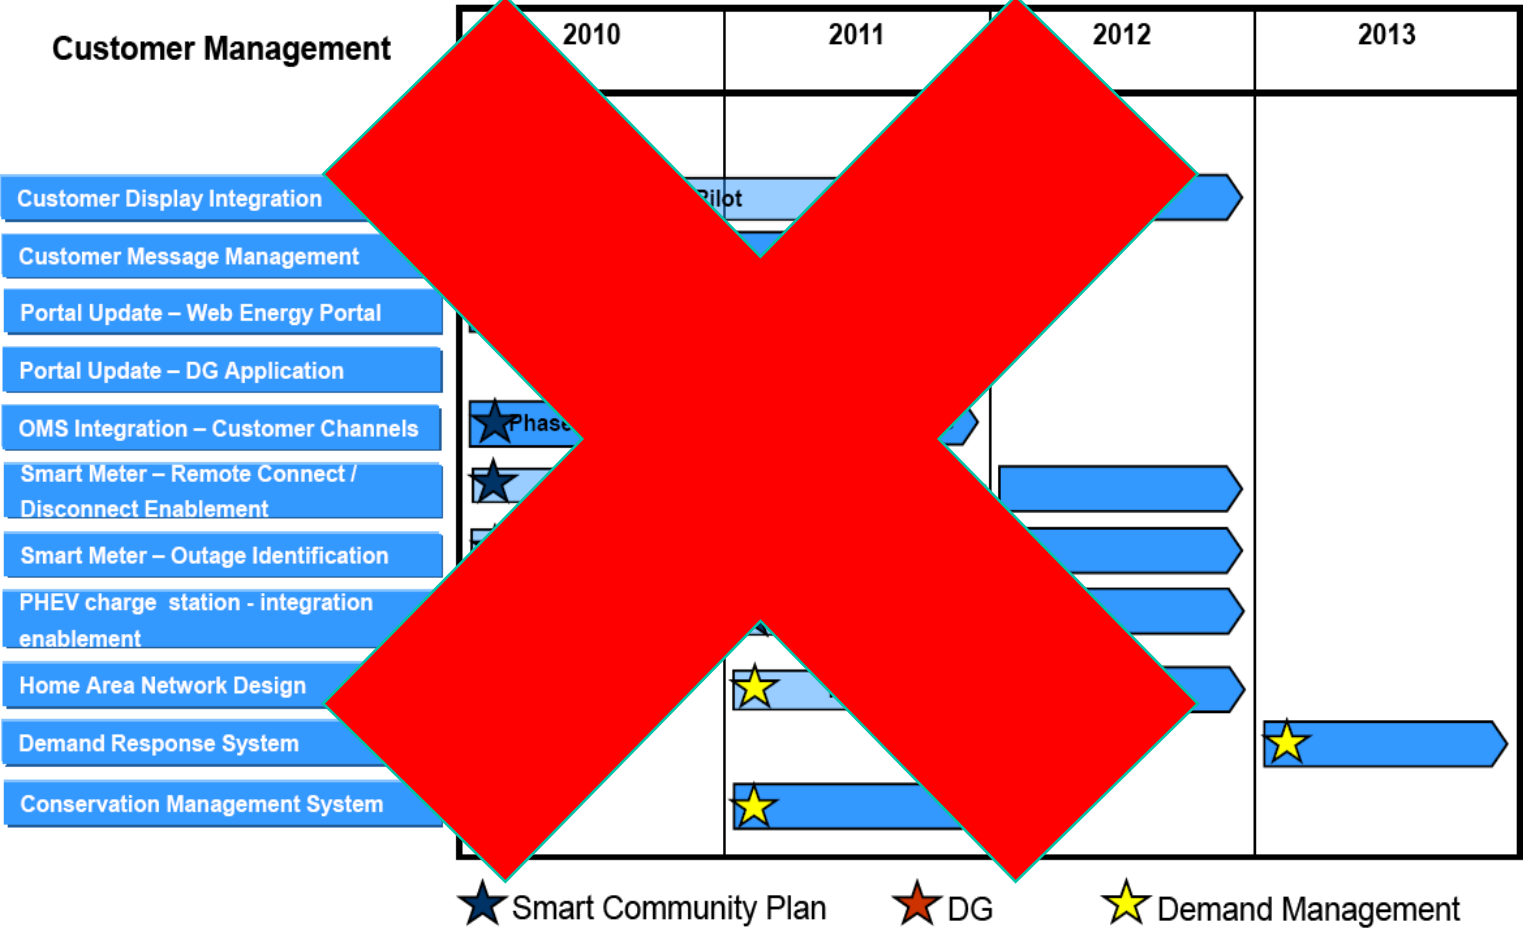 Customer Management
2010 2011 2012 2013
Customer Display Integration
Pilot
Customer Message Management
Portal Update – Web Energy Portal
Portal Update – DG Application
OMS Integration – Customer Channels
Phase
Smart Meter – Remote Connect /
Disconnect Enablement
Smart Meter – Outage Identification
PHEV charge station - integration
enablement
Home Area Network Design
Demand Response System
Conservation Management System
Smart Community Plan DG Demand Management